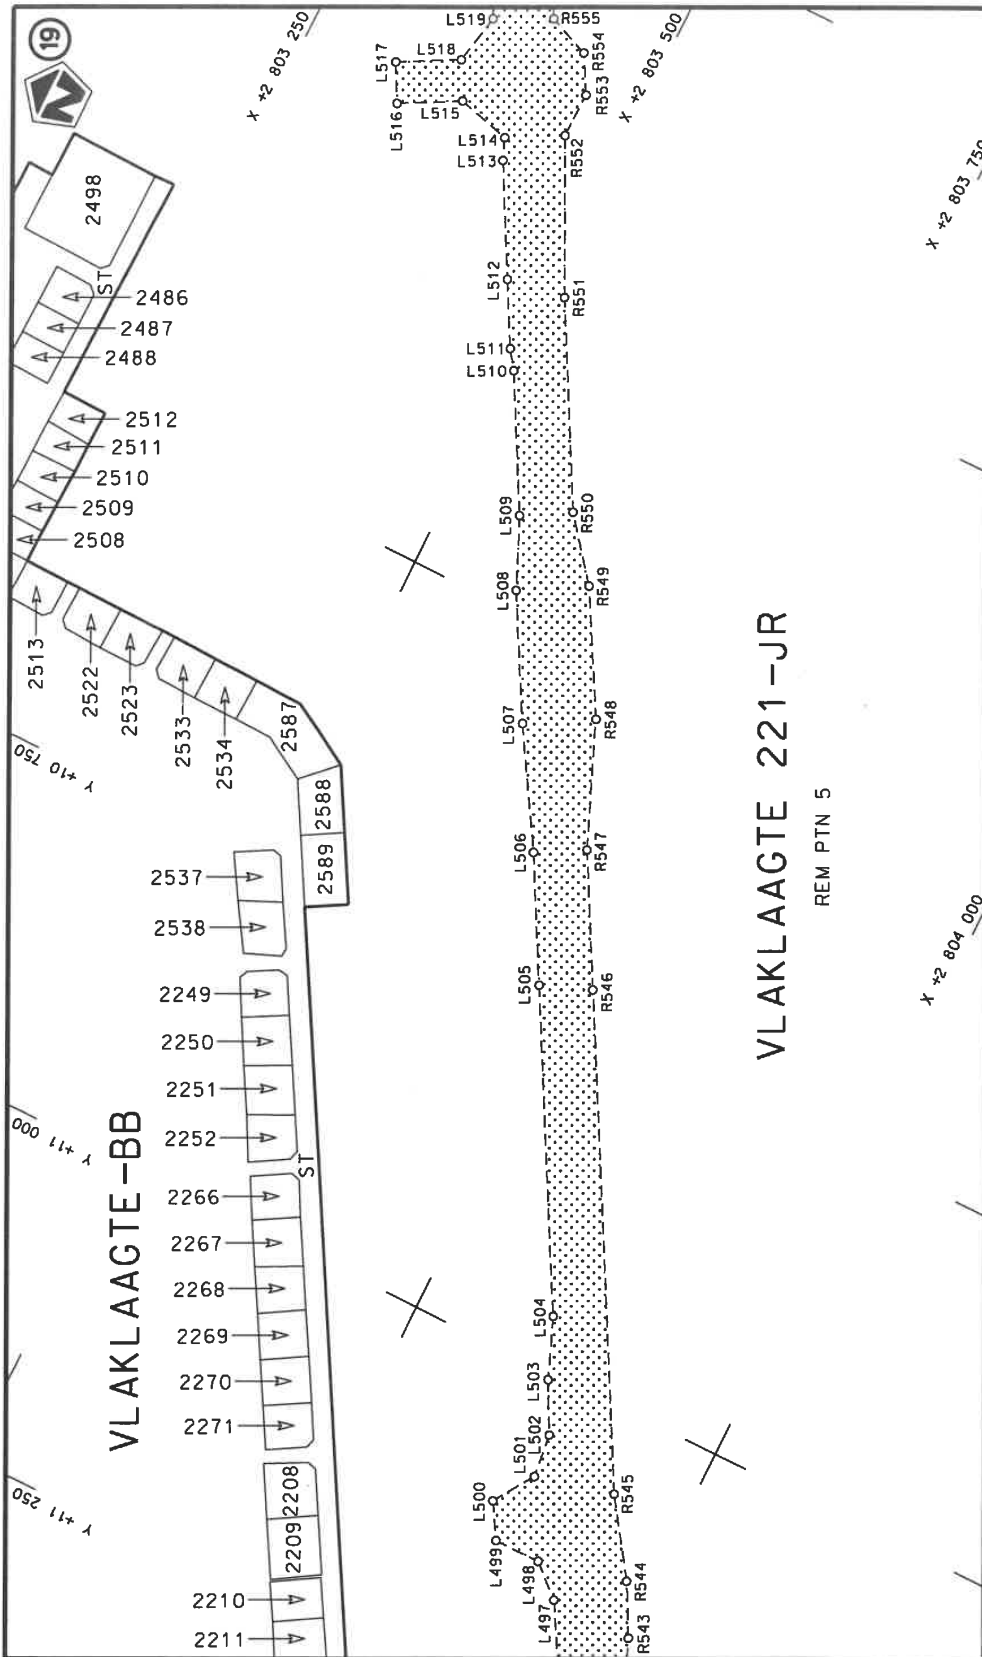 19
N
X +2 803 250
X +2 803 500
X +2 803 750
X +2 804 000
Y +10 750
Y +11 000
Y +11 250
L519
R555
L518
L517
R554
R553
L516
L515
L514
L513
R552
L512
R551
L511
L510
L509
R550
L508
R549
L507
R548
L506
R547
L505
R546
L504
L503
L502
L501
L500
R545
L499
L498
R544
L497
R543
2498
ST
2486
2487
2488
2512
2511
2510
2509
2508
2513
2522
2523
2533
2534
2587
2588
2589
2537
2538
2249
2250
2251
2252
ST
2266
2267
2268
2269
2270
2271
2208
2209
2210
2211
VLAKLAAGTE-BB
VLAKLAAGTE 221-JR
REM PTN 5